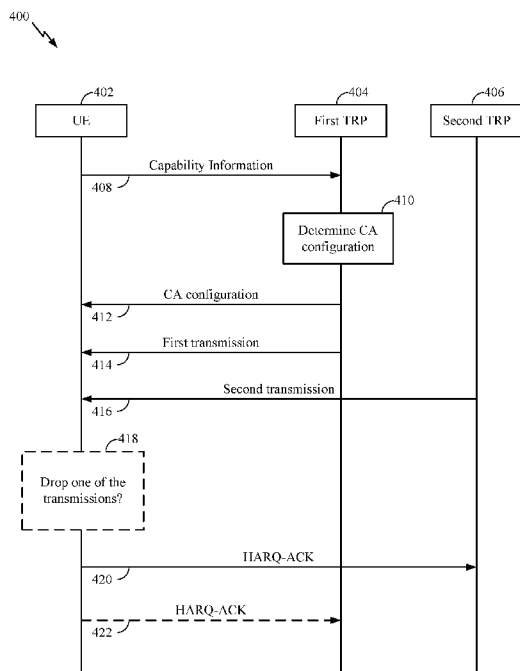 400
402
404
406
UE
First TRP
Second TRP
Capability Information
408
410
Determine CA
configuration
CA configuration
412
First transmission
414
Second transmission
416
418
Drop one of the
transmissions?
HARQ-ACK
420
HARQ-ACK
422